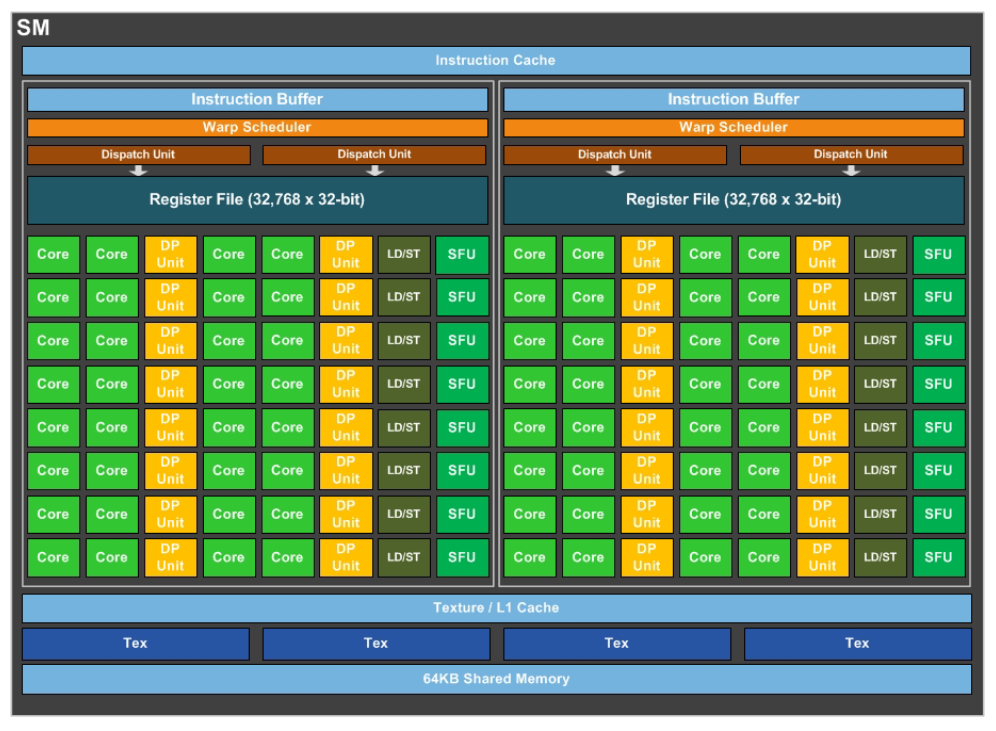 SM
Instruction Cache
Instruction Buffer Instruction Buffer
Warp Scheduler Warp Scheduler
Dispatch Unit Dispatch Unit Dispatch Unit Dispatch Unit
Register File (32,768 x 32-bit) Register File (32,768 x 32-bit)
Core Core DP Unit Core Core DP Unit LD/ST SFU Core Core DP Unit Core Core DP Unit LD/ST SFU
Core Core DP Unit Core Core DP Unit LD/ST SFU Core Core DP Unit Core Core DP Unit LD/ST SFU
Core Core DP Unit Core Core DP Unit LD/ST SFU Core Core DP Unit Core Core DP Unit LD/ST SFU
Core Core DP Unit Core Core DP Unit LD/ST SFU Core Core DP Unit Core Core DP Unit LD/ST SFU
Core Core DP Unit Core Core DP Unit LD/ST SFU Core Core DP Unit Core Core DP Unit LD/ST SFU
Core Core DP Unit Core Core DP Unit LD/ST SFU Core Core DP Unit Core Core DP Unit LD/ST SFU
Core Core DP Unit Core Core DP Unit LD/ST SFU Core Core DP Unit Core Core DP Unit LD/ST SFU
Core Core DP Unit Core Core DP Unit LD/ST SFU Core Core DP Unit Core Core DP Unit LD/ST SFU
Texture / L1 Cache
Tex Tex Tex Tex
64KB Shared Memory